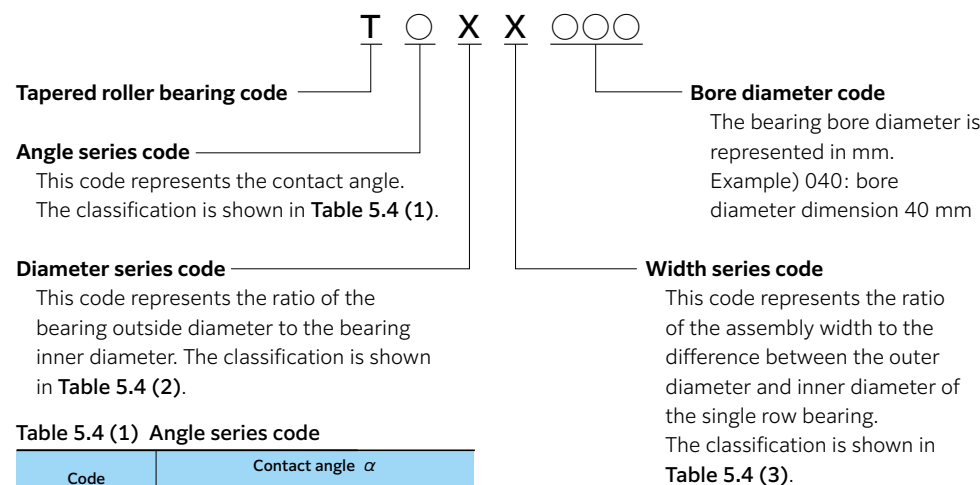 T ○ X X ○○○
Tapered roller bearing code
Angle series code
This code represents the contact angle.
The classification is shown in Table 5.4 (1).
Diameter series code
This code represents the ratio of the
bearing outside diameter to the bearing
inner diameter. The classification is shown
in Table 5.4 (2).
Bore diameter code
The bearing bore diameter is
represented in mm.
Example) 040: bore
diameter dimension 40 mm
Width series code
This code represents the ratio
of the assembly width to the
difference between the outer
diameter and inner diameter of
the single row bearing.
The classification is shown in
Table 5.4 (3).
Table 5.4 (1) Angle series code
Code
Contact angle α